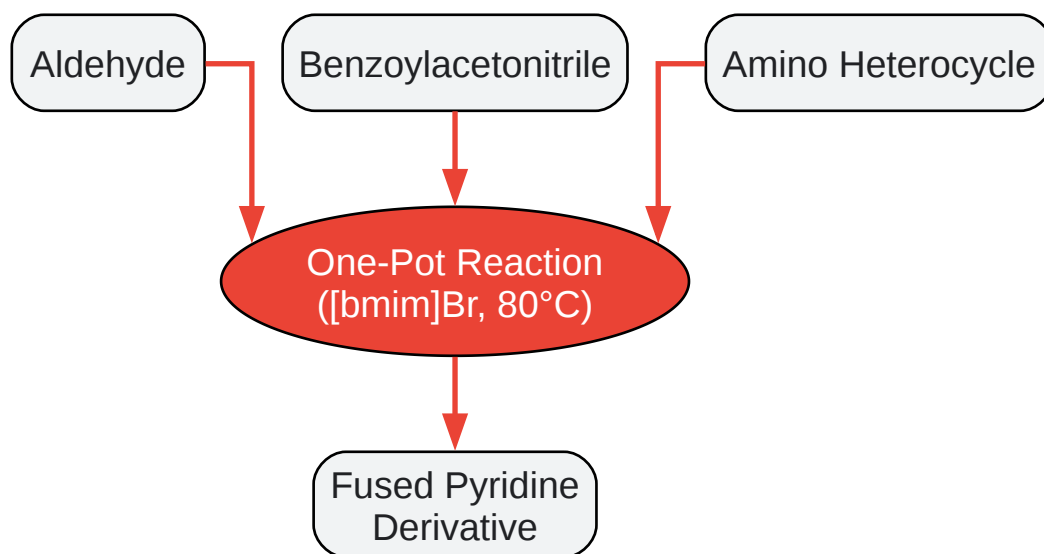 Aldehyde
Benzoylacetonitrile
Amino Heterocycle
One-Pot Reaction
([bmim]Br, 80°C)
Fused Pyridine
Derivative